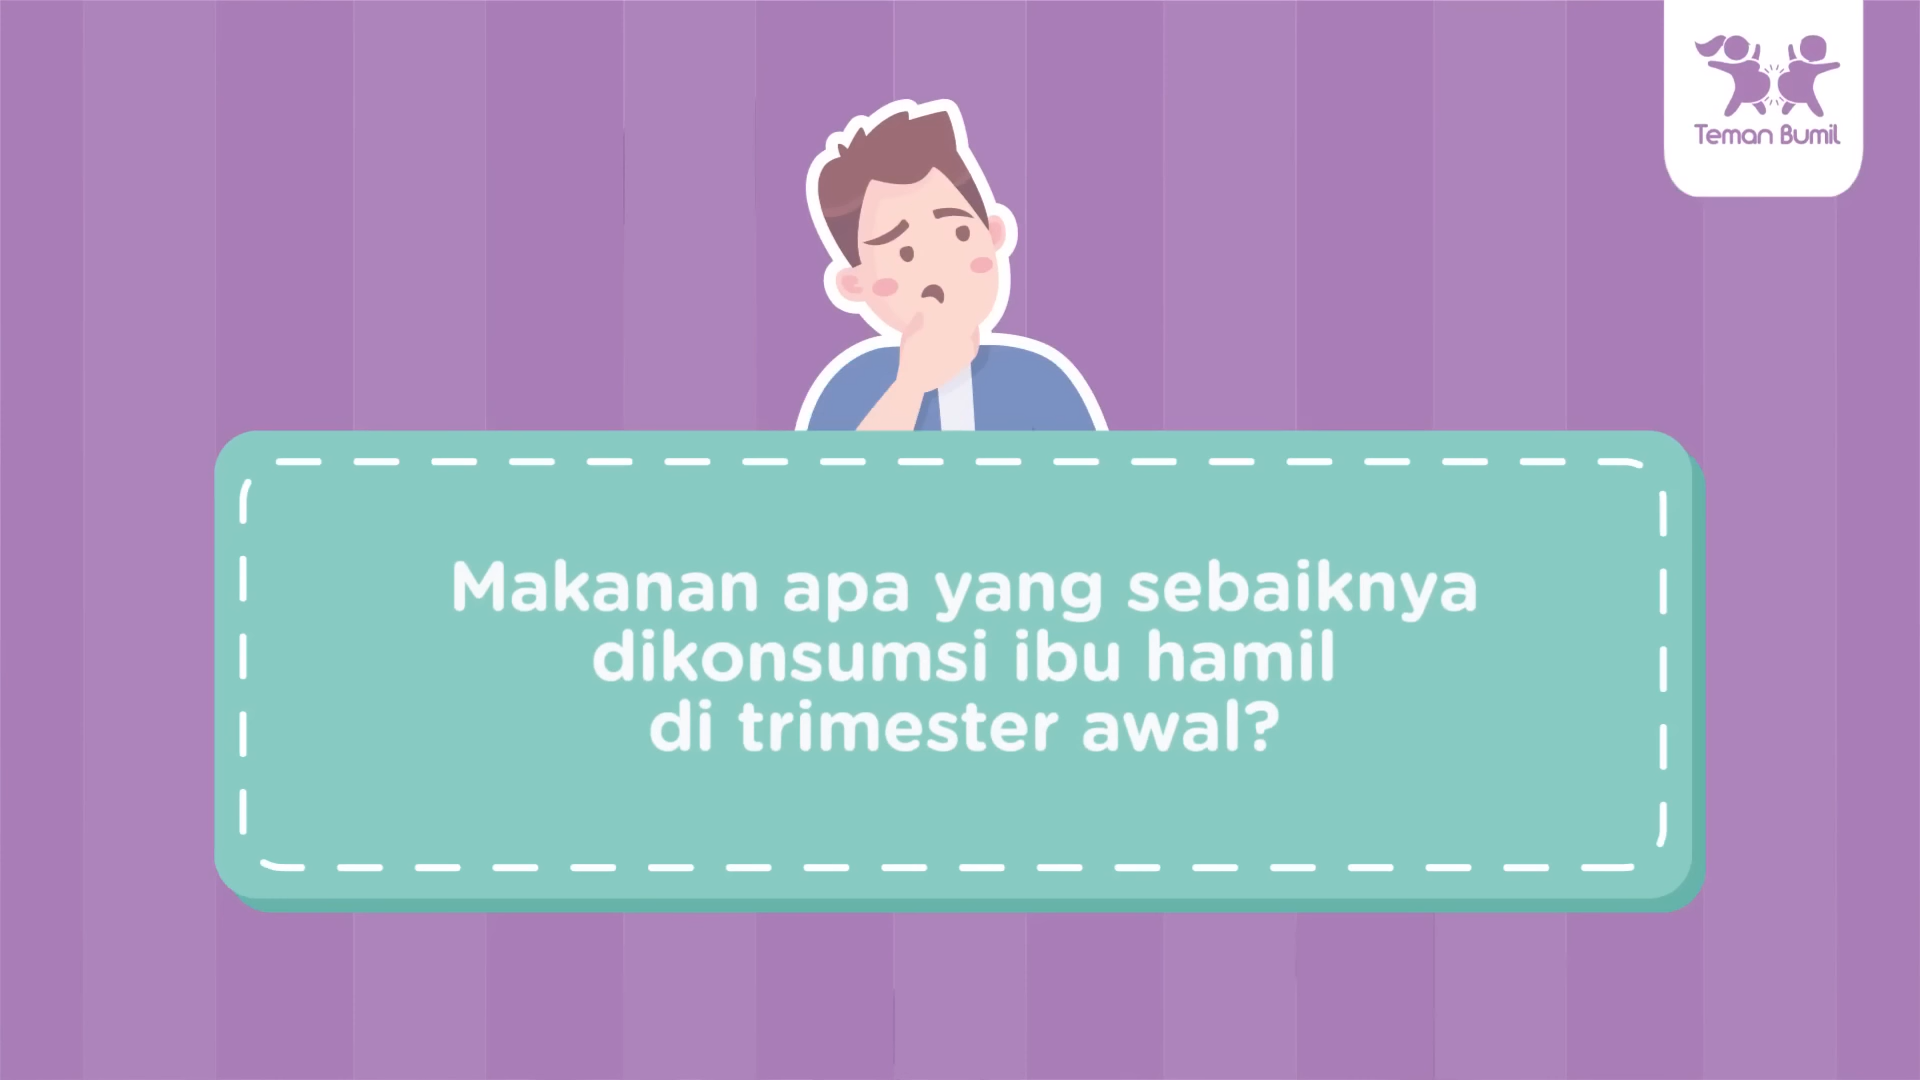 Teman Bumil
Makanan apa yang sebaiknya
dikonsumsi ibu hamil
di trimester awal?